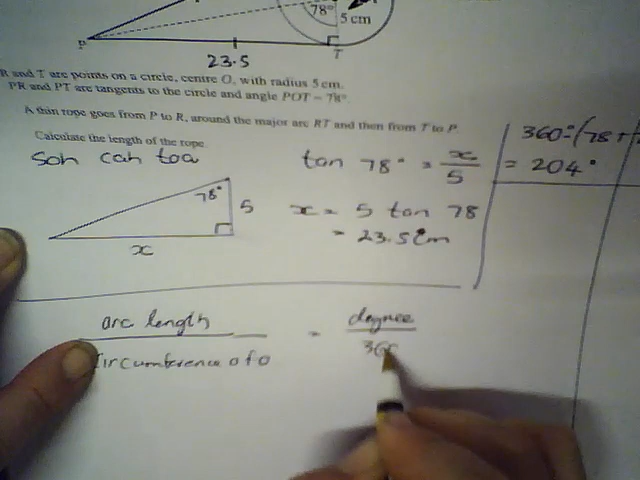 78°
5 cm
P
T
23.5
R and T are points on a circle, centre O, with radius 5 cm.
PR and PT are tangents to the circle and angle POT = 78°.
A thin rope goes from P to R, around the major arc RT and then from T to P.
Calculate the length of the rope.
soh cah toa
78°
5
x
tan 78° = x/5
x = 5 tan 78
= 23.5cm
360-(78+
= 204°
arc length
circumference of o
=
degree
360